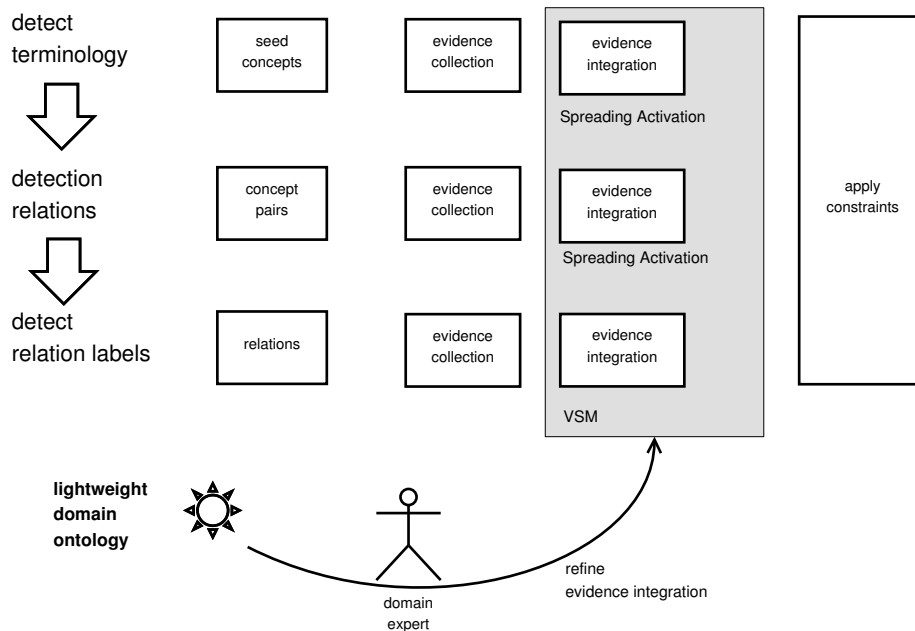 detect
terminology
seed
concepts
evidence
collection
evidence
integration
Spreading Activation
detection
relations
concept
pairs
evidence
collection
evidence
integration
Spreading Activation
apply
constraints
detect
relation labels
relations
evidence
collection
evidence
integration
VSM
lightweight
domain
ontology
domain
expert
refine
evidence integration